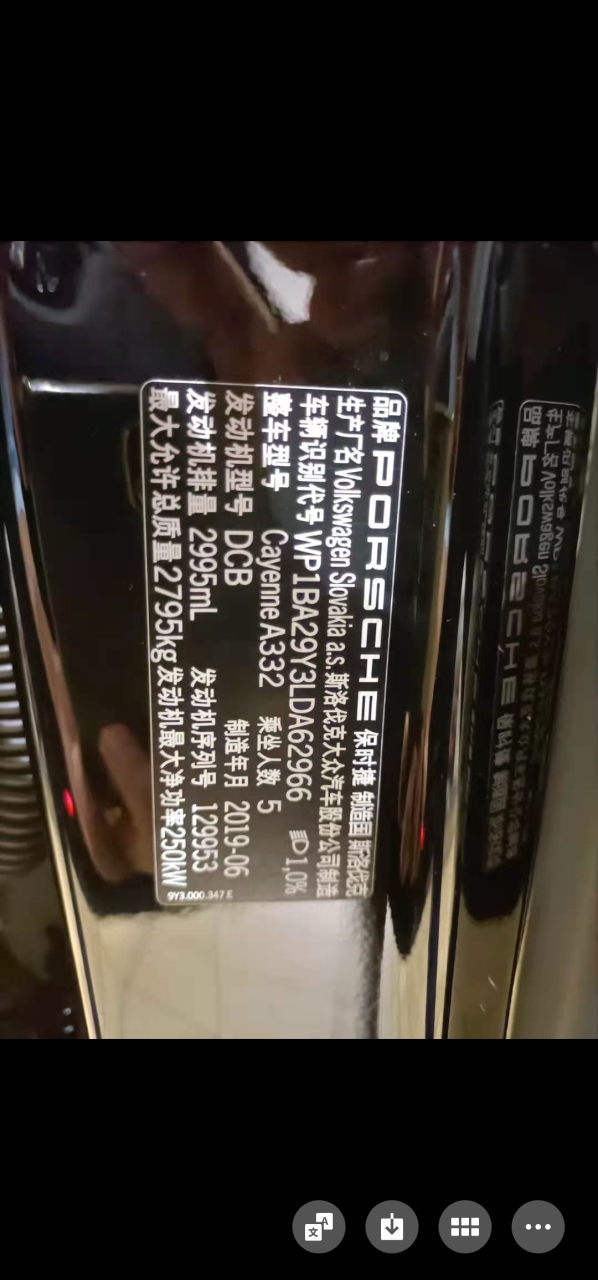 品牌 PORSCHE 保时捷 制造国 斯洛伐克
生产厂名 Volkswagen Slovakia a.s. 斯洛伐克大众汽车股份公司制造
车辆识别代号 WP1BA29Y3LDA62966 1,0%
整车型号 Cayenne A332 乘坐人数 5
发动机型号 DCB 制造年月 2019-06
发动机排量 2995mL 发动机序列号 129953
最大允许总质量 2795kg 发动机最大净功率 250kW
9Y3.000.347 E